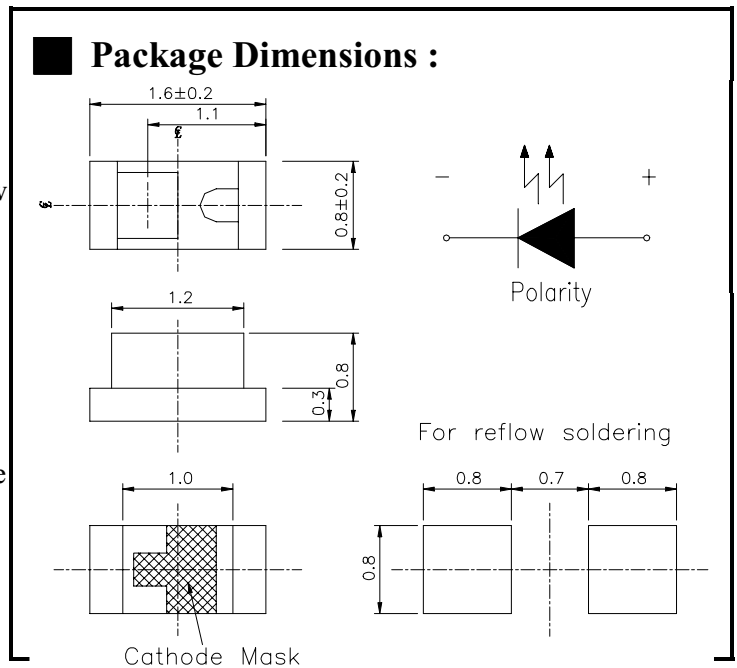 Package Dimensions :
1.6±0.2
1.1
℄
℄
0.8±0.2
- +
Polarity
1.2
0.8
0.3
For reflow soldering
1.0
0.8 0.7 0.8
0.8
Cathode Mask
y
e